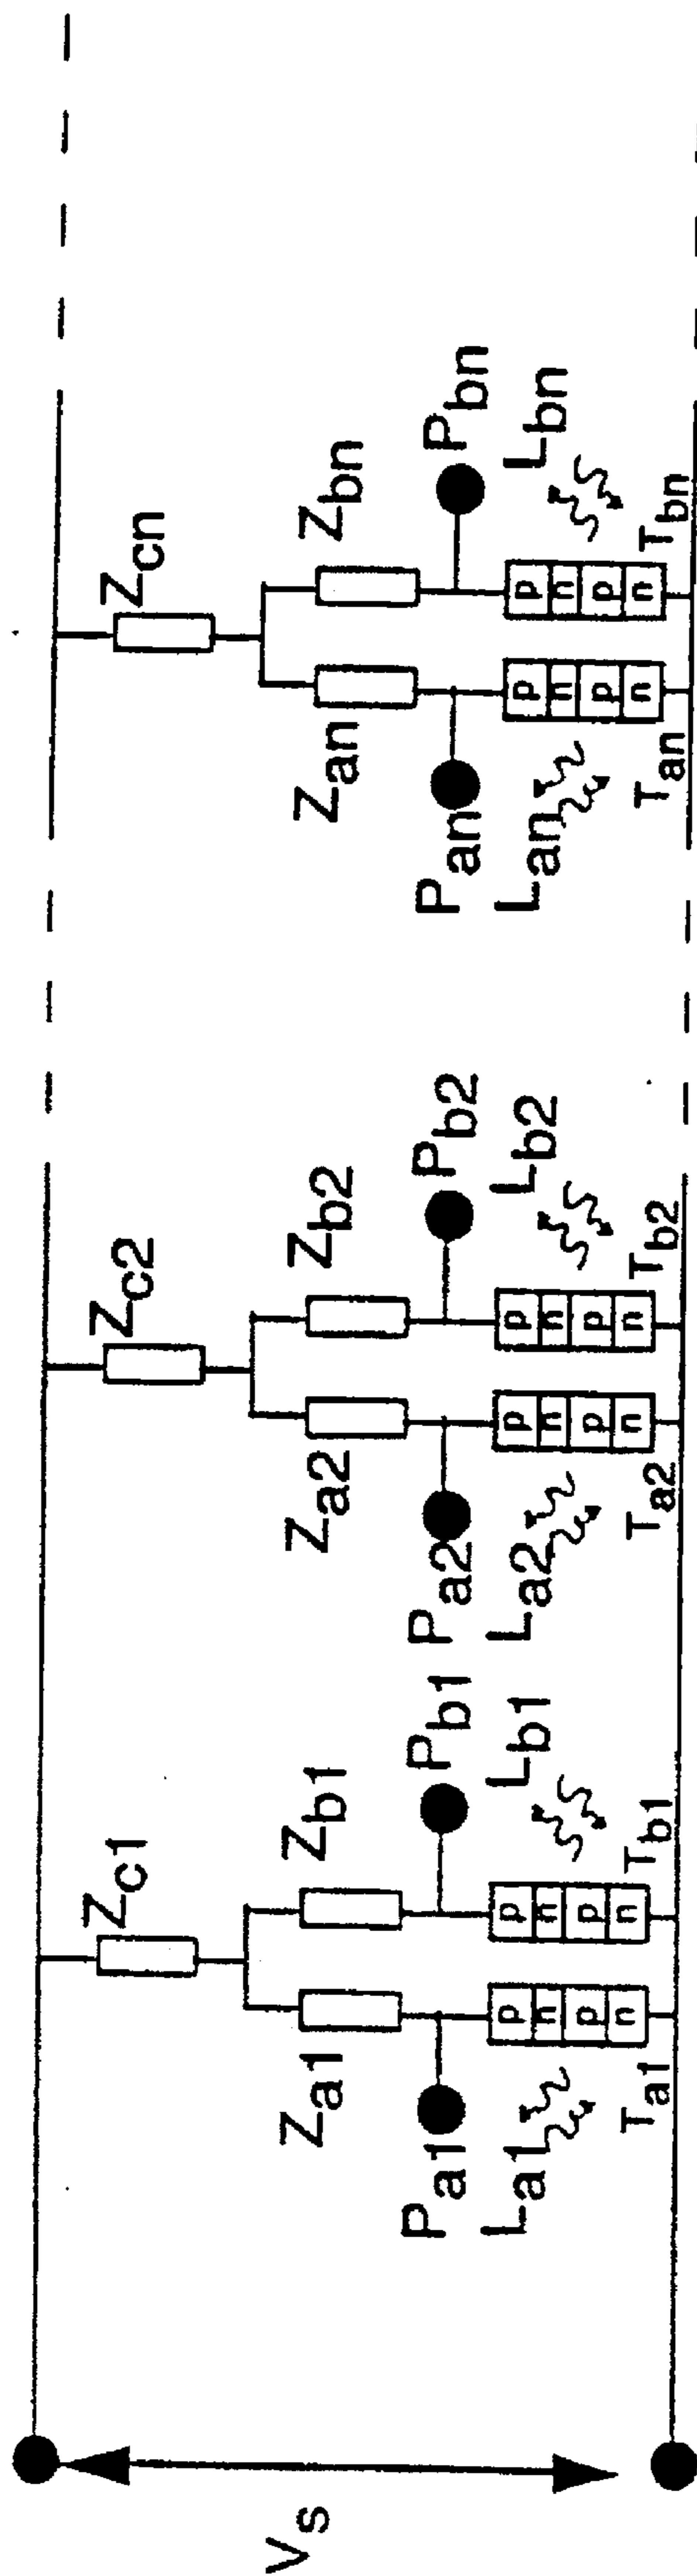 Vs
Zc1
Za1
Zb1
Pa1
Pb1
La1
Lb1
p
n
p
n
p
n
p
n
Ta1
Tb1
Zc2
Za2
Zb2
Pa2
Pb2
La2
Lb2
p
n
p
n
p
n
p
n
Ta2
Tb2
Zcn
Zan
Zbn
Pan
Pbn
Lan
Lbn
p
n
p
n
p
n
p
n
Tan
Tbn